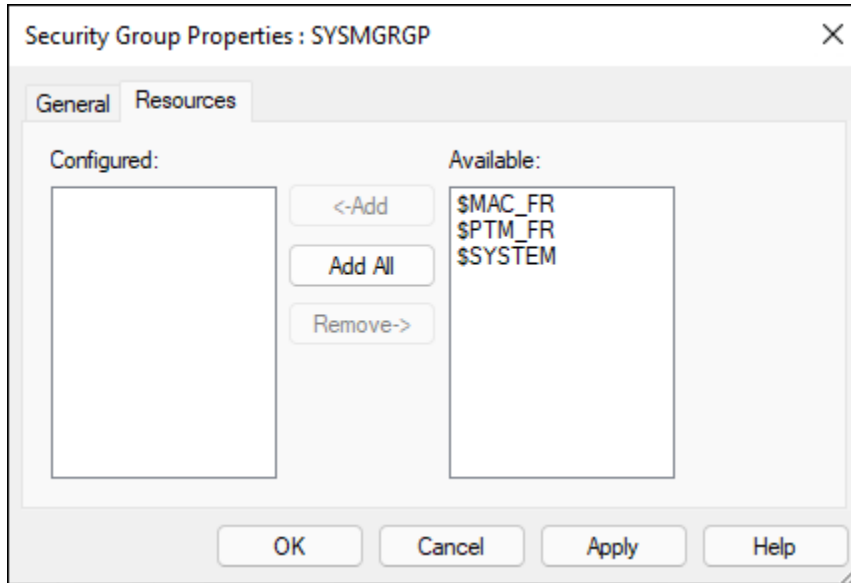 Security Group Properties : SYSMGRGP
General
Resources
Configured:
Available:
<-Add
Add All
Remove->
$MAC_FR
$PTM_FR
$SYSTEM
OK
Cancel
Apply
Help